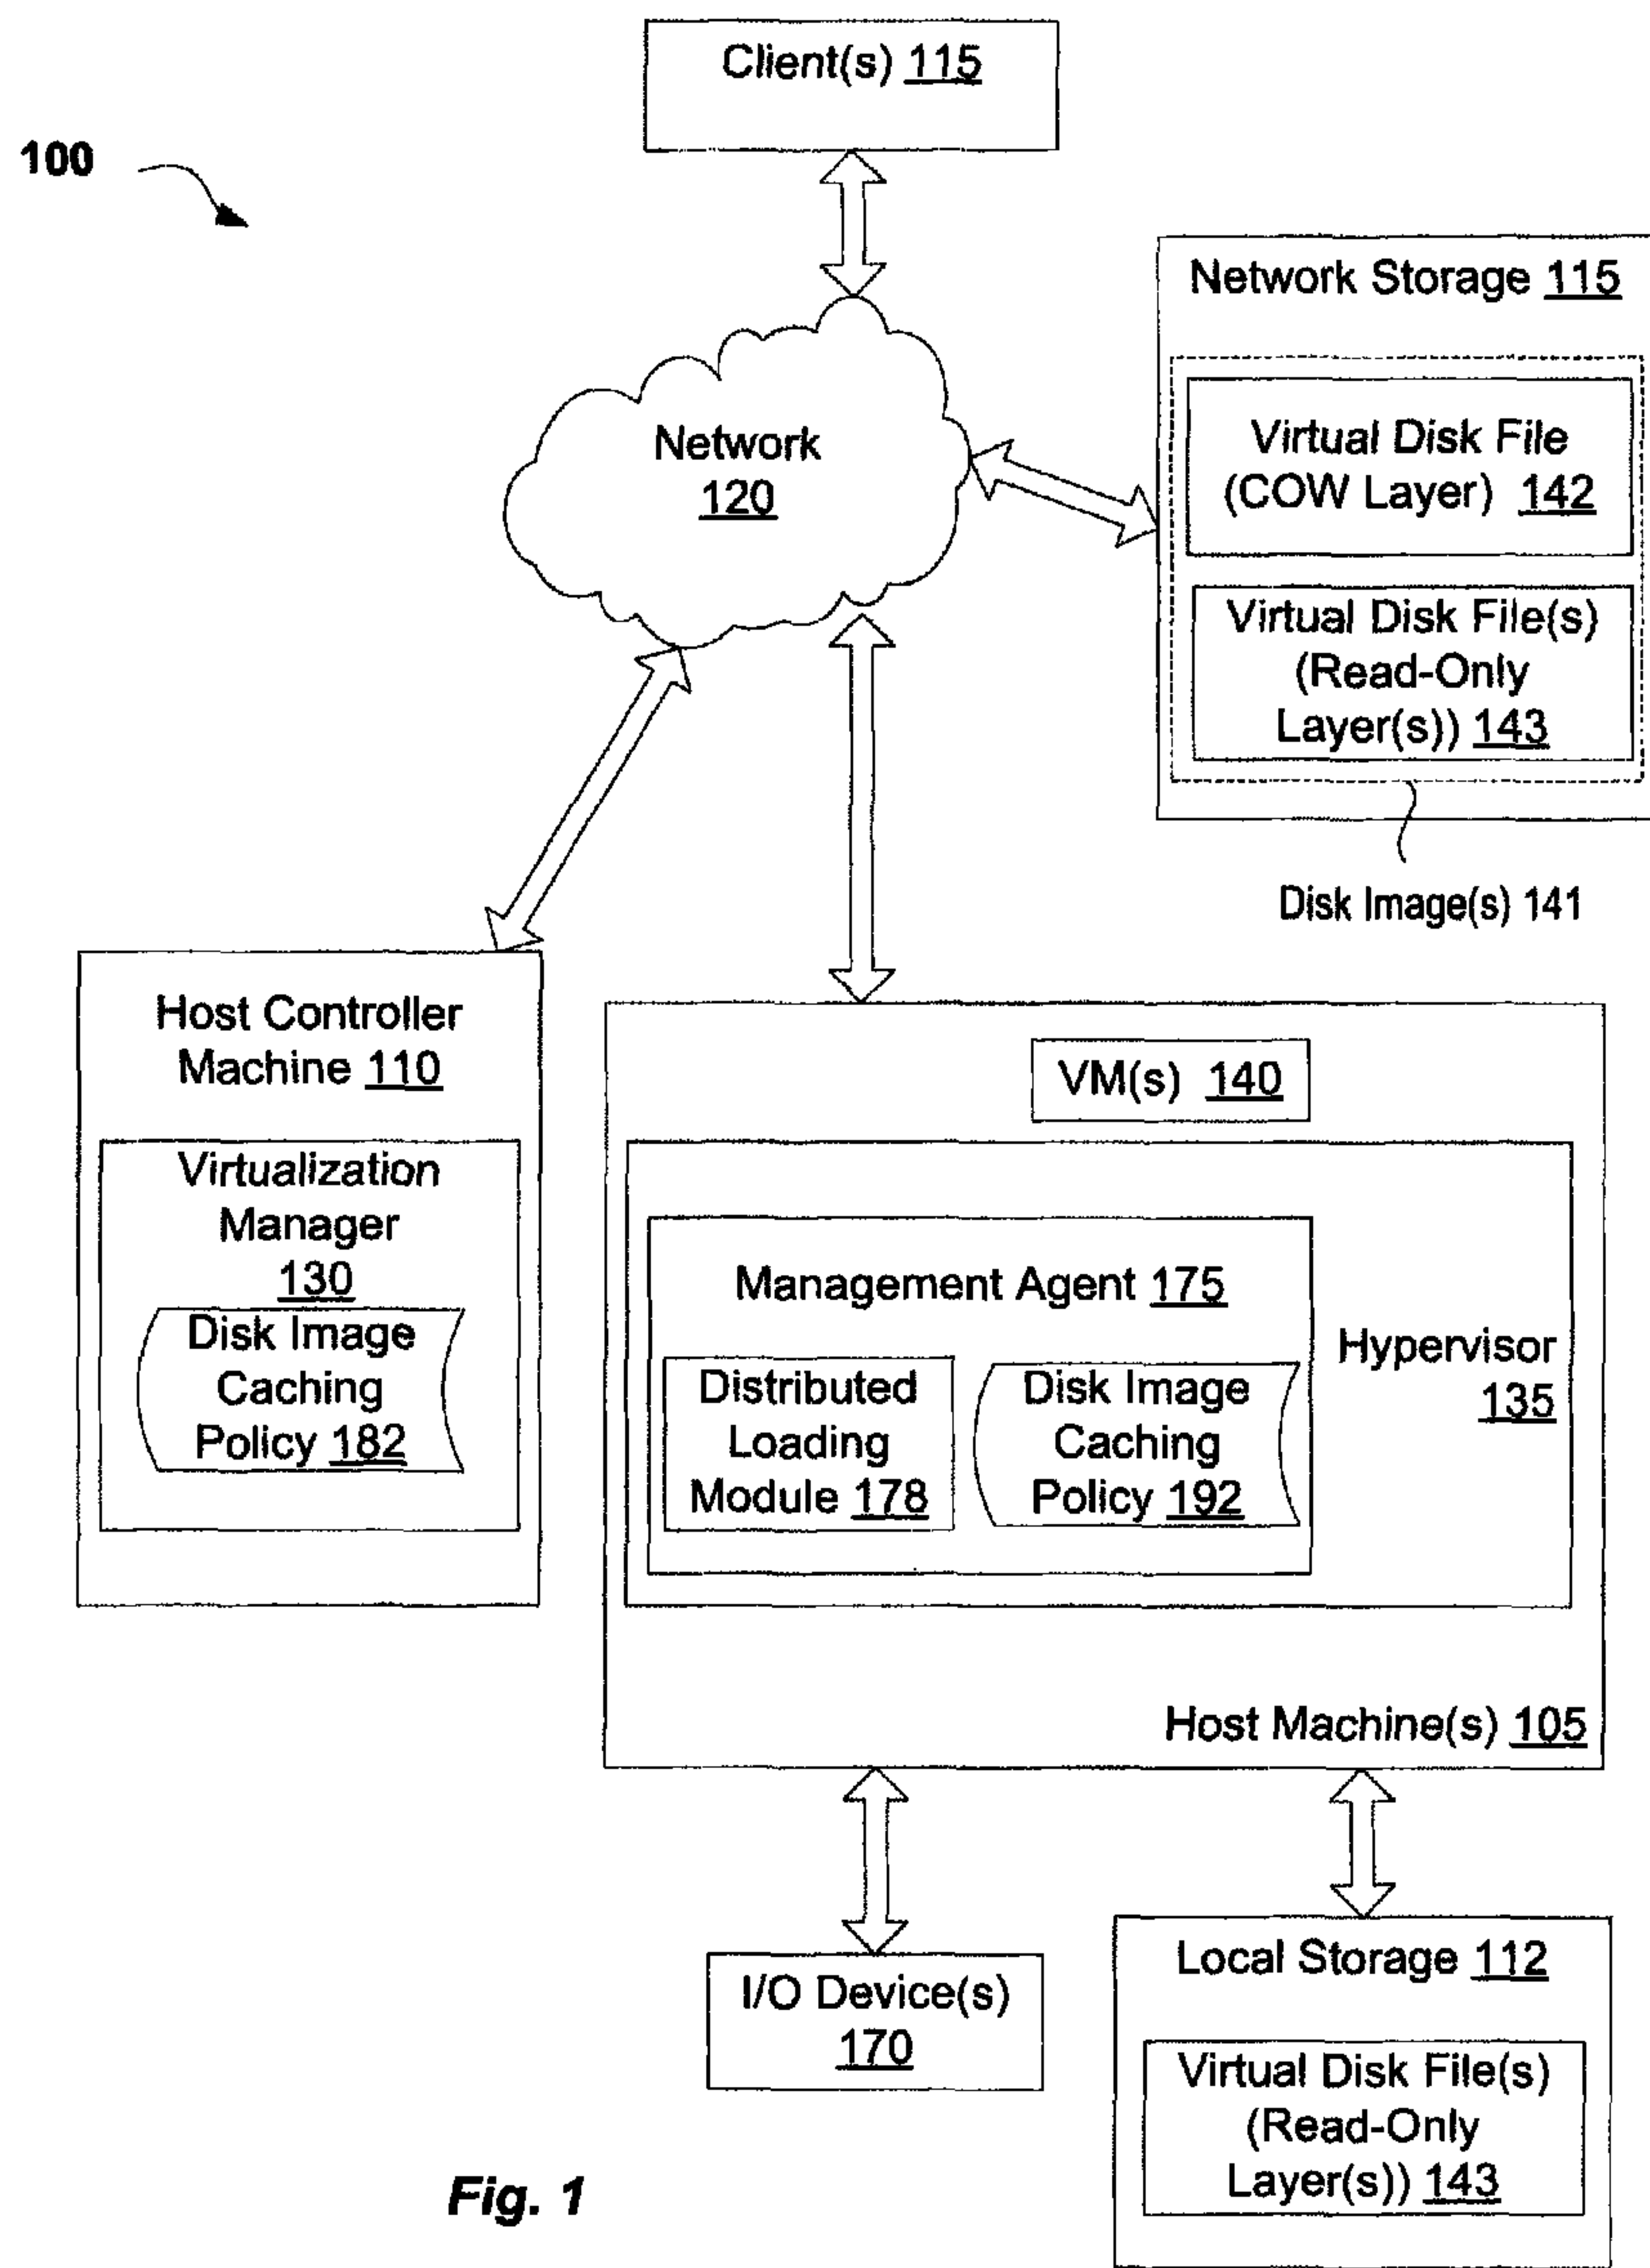 Client(s) 115
100
Network Storage 115
Virtual Disk File
(COW Layer) 142
Network
120
Virtual Disk File(s)
(Read-Only
Layer(s)) 143
Disk Image(s) 141
Host Controller
Machine 110
Virtualization
Manager
130
Disk Image
Caching
Policy 182
VM(s) 140
Management Agent 175
Distributed
Loading
Module 178
Disk Image
Caching
Policy 192
Hypervisor
135
Host Machine(s) 105
I/O Device(s)
170
Local Storage 112
Virtual Disk File(s)
(Read-Only
Layer(s)) 143
Fig. 1